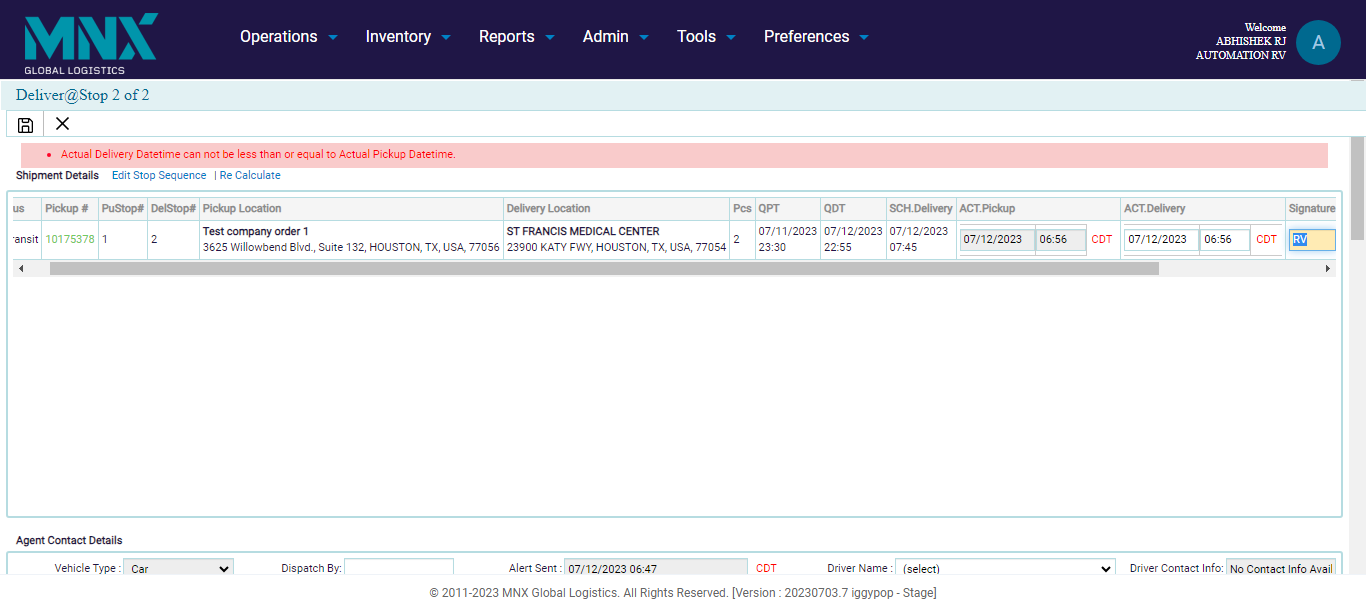 MNX
GLOBAL LOGISTICS
Operations Inventory Reports Admin Tools Preferences
Welcome
ABHISHEK RJ
AUTOMATION RV
A
Deliver@Stop 2 of 2
Actual Delivery Datetime can not be less than or equal to Actual Pickup Datetime.
Shipment Details Edit Stop Sequence | Re Calculate
us Pickup # PuStop# DelStop# Pickup Location Delivery Location Pcs QPT QDT SCH.Delivery ACT.Pickup ACT.Delivery Signature
ransit 10175378 1 2 Test company order 1 ST FRANCIS MEDICAL CENTER 2 07/11/2023 07/12/2023 07/12/2023 07/12/2023 06:56 CDT 07/12/2023 06:56 CDT RV
3625 Willowbend Blvd., Suite 132, HOUSTON, TX, USA, 77056 23900 KATY FWY, HOUSTON, TX, USA, 77054 23:30 22:55 07:45
Agent Contact Details
Vehicle Type : Car Dispatch By: Alert Sent : 07/12/2023 06:47 CDT Driver Name : (select) Driver Contact Info: No Contact Info Avail
© 2011-2023 MNX Global Logistics. All Rights Reserved. [Version : 20230703.7 iggypop - Stage]